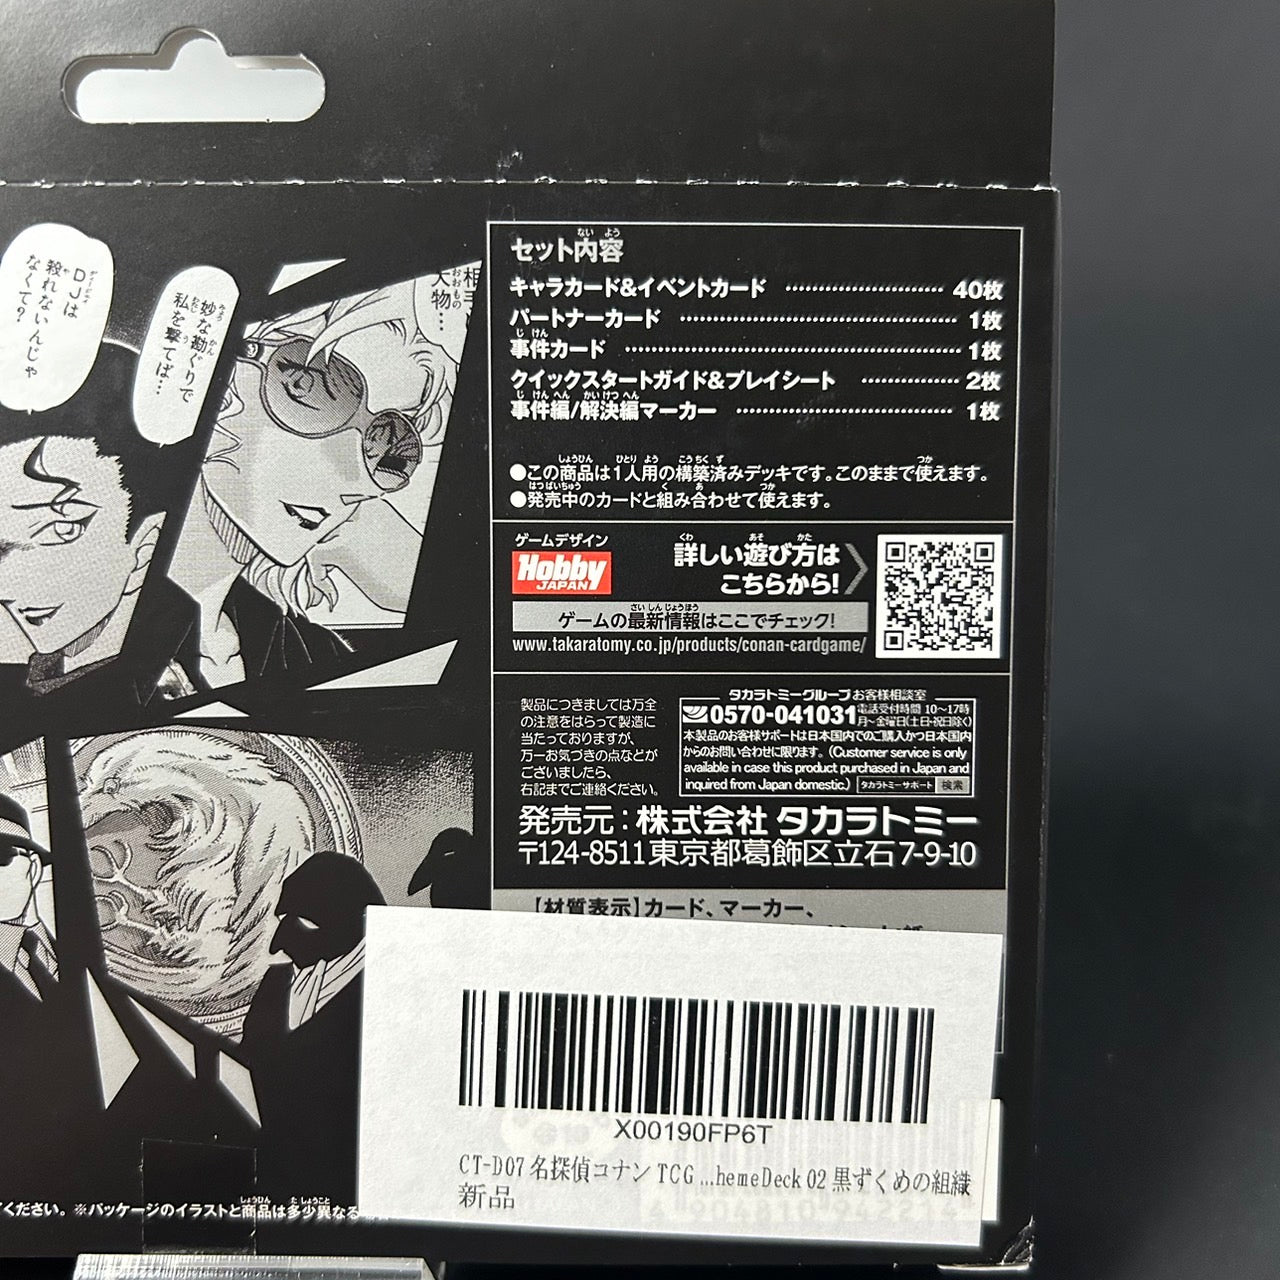 DJは
殺れないんじゃ
なくて?
妙な勘ぐりで
私を撃てば…
相手
大物…
セット内容
キャラカード&イベントカード 40枚
パートナーカード 1枚
事件カード 1枚
クイックスタートガイド&プレイシート 2枚
事件編/解決編マーカー 1枚
●この商品は1人用の構築済みデッキです。このままで使えます。
●発売中のカードと組み合わせて使えます。
ゲームデザイン
Hobby
JAPAN
詳しい遊び方は
こちらから!
ゲームの最新情報はここでチェック!
www.takaratomy.co.jp/products/conan-cardgame/
製品につきましては万全
の注意をはらって製造に
当たっておりますが、
万一お気づきの点などが
ございましたら、
右記までご連絡ください。
タカラトミーグループ お客様相談室
0570-041031 電話受付時間 10〜17時
月〜金曜日(土日・祝日除く)
本製品のお客様サポートは日本国内でのご購入かつ日本国内
からのお問い合わせに限ります。(Customer service is only
available in case this product purchased in Japan and
inquired from Japan domestic.) タカラトミーサポート 検索
発売元:株式会社 タカラトミー
〒124-8511 東京都葛飾区立石 7-9-10
【材質表示】カード、マーカー、
X00190FP6T
CT-D07 名探偵コナン TCG ...hemeDeck 02 黒ずくめの組織
新品
4 904810 942214
ください。※パッケージのイラストと商品は多少異なる